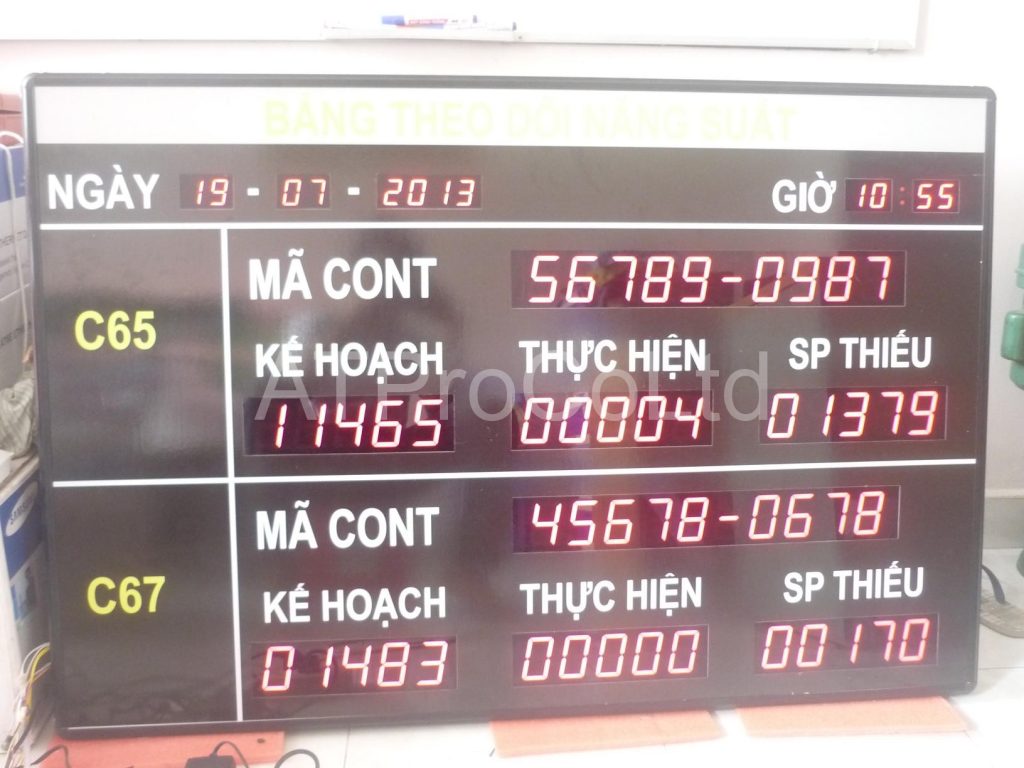 BẢNG THEO DÕI NĂNG SUẤT
NGÀY 19 - 07 - 2013 GIỜ 10:55
C65
MÃ CONT 56789-0987
KẾ HOẠCH THỰC HIỆN SP THIẾU
11465 00004 01379
ATProCoLtd
C67
MÃ CONT 45678-0678
KẾ HOẠCH THỰC HIỆN SP THIẾU
01483 00000 00170